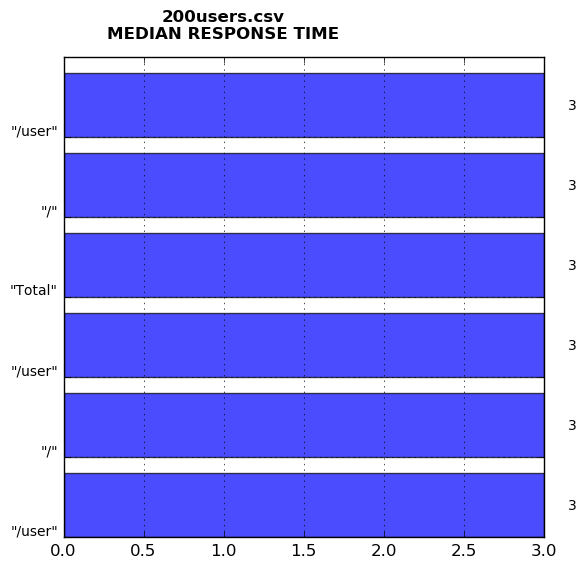 200users.csv
MEDIAN RESPONSE TIME
3
"/user"
3
"/"
3
"Total"
3
"/user"
3
"/"
3
"/user"
0.0 0.5 1.0 1.5 2.0 2.5 3.0